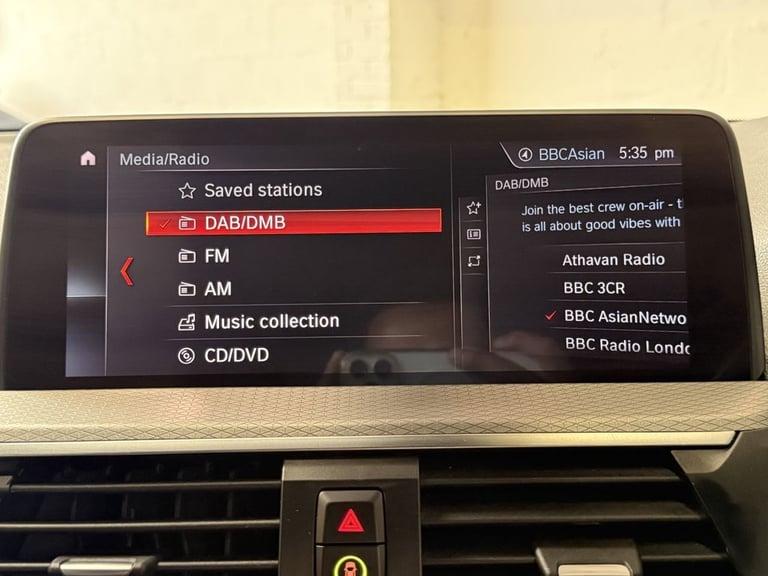 Media/Radio
BBCAsian 5:35 pm
Saved stations
DAB/DMB
FM
AM
Music collection
CD/DVD
DAB/DMB
Join the best crew on-air - t
is all about good vibes with
Athavan Radio
BBC 3CR
BBC AsianNetwo
BBC Radio Londo